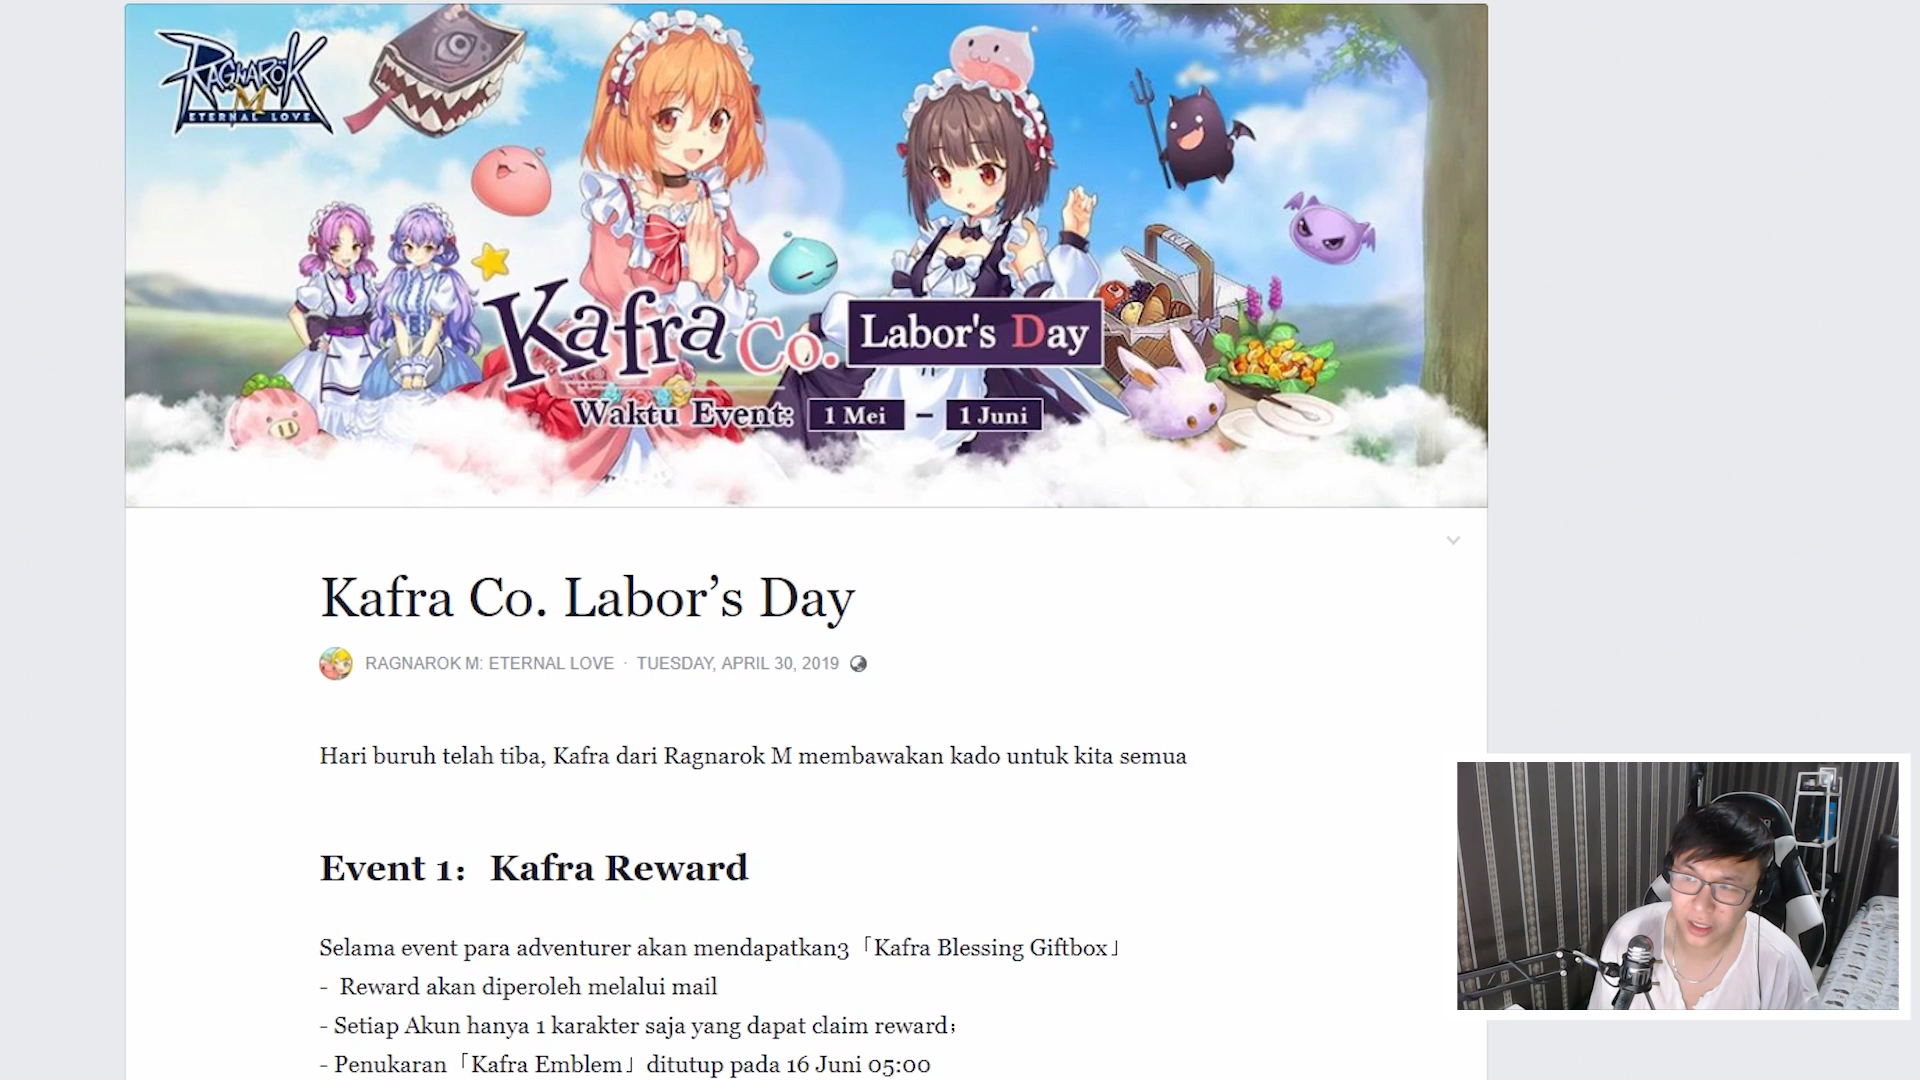 RAGNAROK
M
ETERNAL LOVE
Kafra Co. Labor's Day
Waktu Event: 1 Mei – 1 Juni
Kafra Co. Labor’s Day
RAGNAROK M: ETERNAL LOVE · TUESDAY, APRIL 30, 2019
Hari buruh telah tiba, Kafra dari Ragnarok M membawakan kado untuk kita semua
Event 1： Kafra Reward
Selama event para adventurer akan mendapatkan3「Kafra Blessing Giftbox」
- Reward akan diperoleh melalui mail
- Setiap Akun hanya 1 karakter saja yang dapat claim reward；
- Penukaran「Kafra Emblem」ditutup pada 16 Juni 05:00